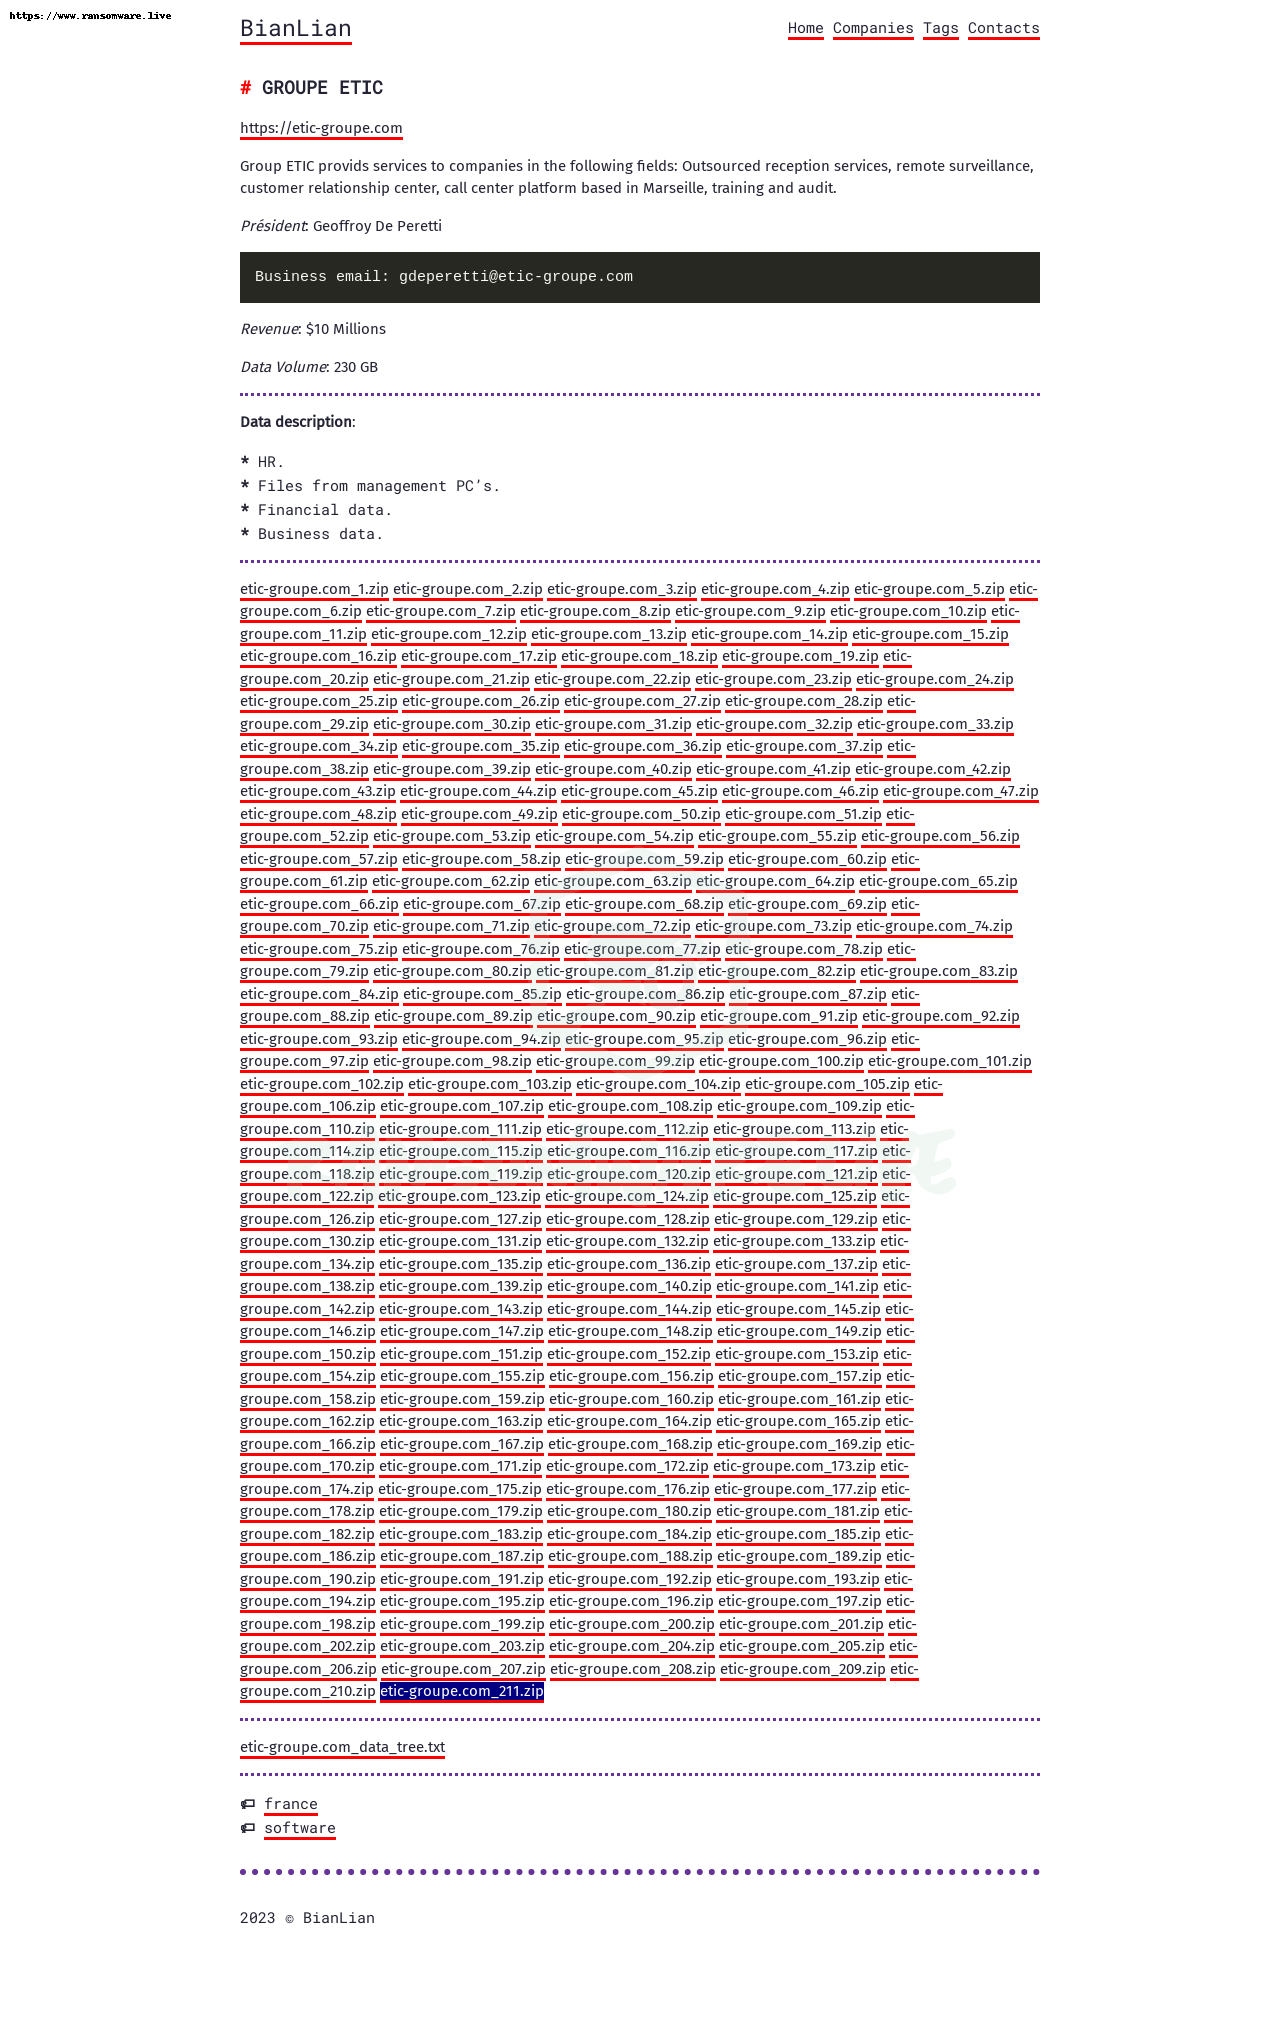 https://www.ransomware.live
BianLian
Home Companies Tags Contacts
# GROUPE ETIC
https://etic-groupe.com
Group ETIC provids services to companies in the following fields: Outsourced reception services, remote surveillance,
customer relationship center, call center platform based in Marseille, training and audit.
Président: Geoffroy De Peretti
Business email: gdeperetti@etic-groupe.com
Revenue: $10 Millions
Data Volume: 230 GB
Data description:
* HR.
* Files from management PC’s.
* Financial data.
* Business data.
etic-groupe.com_1.zip etic-groupe.com_2.zip etic-groupe.com_3.zip etic-groupe.com_4.zip etic-groupe.com_5.zip etic-
groupe.com_6.zip etic-groupe.com_7.zip etic-groupe.com_8.zip etic-groupe.com_9.zip etic-groupe.com_10.zip etic-
groupe.com_11.zip etic-groupe.com_12.zip etic-groupe.com_13.zip etic-groupe.com_14.zip etic-groupe.com_15.zip
etic-groupe.com_16.zip etic-groupe.com_17.zip etic-groupe.com_18.zip etic-groupe.com_19.zip etic-
groupe.com_20.zip etic-groupe.com_21.zip etic-groupe.com_22.zip etic-groupe.com_23.zip etic-groupe.com_24.zip
etic-groupe.com_25.zip etic-groupe.com_26.zip etic-groupe.com_27.zip etic-groupe.com_28.zip etic-
groupe.com_29.zip etic-groupe.com_30.zip etic-groupe.com_31.zip etic-groupe.com_32.zip etic-groupe.com_33.zip
etic-groupe.com_34.zip etic-groupe.com_35.zip etic-groupe.com_36.zip etic-groupe.com_37.zip etic-
groupe.com_38.zip etic-groupe.com_39.zip etic-groupe.com_40.zip etic-groupe.com_41.zip etic-groupe.com_42.zip
etic-groupe.com_43.zip etic-groupe.com_44.zip etic-groupe.com_45.zip etic-groupe.com_46.zip etic-groupe.com_47.zip
etic-groupe.com_48.zip etic-groupe.com_49.zip etic-groupe.com_50.zip etic-groupe.com_51.zip etic-
groupe.com_52.zip etic-groupe.com_53.zip etic-groupe.com_54.zip etic-groupe.com_55.zip etic-groupe.com_56.zip
etic-groupe.com_57.zip etic-groupe.com_58.zip etic-groupe.com_59.zip etic-groupe.com_60.zip etic-
groupe.com_61.zip etic-groupe.com_62.zip etic-groupe.com_63.zip etic-groupe.com_64.zip etic-groupe.com_65.zip
etic-groupe.com_66.zip etic-groupe.com_67.zip etic-groupe.com_68.zip etic-groupe.com_69.zip etic-
groupe.com_70.zip etic-groupe.com_71.zip etic-groupe.com_72.zip etic-groupe.com_73.zip etic-groupe.com_74.zip
etic-groupe.com_75.zip etic-groupe.com_76.zip etic-groupe.com_77.zip etic-groupe.com_78.zip etic-
groupe.com_79.zip etic-groupe.com_80.zip etic-groupe.com_81.zip etic-groupe.com_82.zip etic-groupe.com_83.zip
etic-groupe.com_84.zip etic-groupe.com_85.zip etic-groupe.com_86.zip etic-groupe.com_87.zip etic-
groupe.com_88.zip etic-groupe.com_89.zip etic-groupe.com_90.zip etic-groupe.com_91.zip etic-groupe.com_92.zip
etic-groupe.com_93.zip etic-groupe.com_94.zip etic-groupe.com_95.zip etic-groupe.com_96.zip etic-
groupe.com_97.zip etic-groupe.com_98.zip etic-groupe.com_99.zip etic-groupe.com_100.zip etic-groupe.com_101.zip
etic-groupe.com_102.zip etic-groupe.com_103.zip etic-groupe.com_104.zip etic-groupe.com_105.zip etic-
groupe.com_106.zip etic-groupe.com_107.zip etic-groupe.com_108.zip etic-groupe.com_109.zip etic-
groupe.com_110.zip etic-groupe.com_111.zip etic-groupe.com_112.zip etic-groupe.com_113.zip etic-
groupe.com_114.zip etic-groupe.com_115.zip etic-groupe.com_116.zip etic-groupe.com_117.zip etic-
groupe.com_118.zip etic-groupe.com_119.zip etic-groupe.com_120.zip etic-groupe.com_121.zip etic-
groupe.com_122.zip etic-groupe.com_123.zip etic-groupe.com_124.zip etic-groupe.com_125.zip etic-
groupe.com_126.zip etic-groupe.com_127.zip etic-groupe.com_128.zip etic-groupe.com_129.zip etic-
groupe.com_130.zip etic-groupe.com_131.zip etic-groupe.com_132.zip etic-groupe.com_133.zip etic-
groupe.com_134.zip etic-groupe.com_135.zip etic-groupe.com_136.zip etic-groupe.com_137.zip etic-
groupe.com_138.zip etic-groupe.com_139.zip etic-groupe.com_140.zip etic-groupe.com_141.zip etic-
groupe.com_142.zip etic-groupe.com_143.zip etic-groupe.com_144.zip etic-groupe.com_145.zip etic-
groupe.com_146.zip etic-groupe.com_147.zip etic-groupe.com_148.zip etic-groupe.com_149.zip etic-
groupe.com_150.zip etic-groupe.com_151.zip etic-groupe.com_152.zip etic-groupe.com_153.zip etic-
groupe.com_154.zip etic-groupe.com_155.zip etic-groupe.com_156.zip etic-groupe.com_157.zip etic-
groupe.com_158.zip etic-groupe.com_159.zip etic-groupe.com_160.zip etic-groupe.com_161.zip etic-
groupe.com_162.zip etic-groupe.com_163.zip etic-groupe.com_164.zip etic-groupe.com_165.zip etic-
groupe.com_166.zip etic-groupe.com_167.zip etic-groupe.com_168.zip etic-groupe.com_169.zip etic-
groupe.com_170.zip etic-groupe.com_171.zip etic-groupe.com_172.zip etic-groupe.com_173.zip etic-
groupe.com_174.zip etic-groupe.com_175.zip etic-groupe.com_176.zip etic-groupe.com_177.zip etic-
groupe.com_178.zip etic-groupe.com_179.zip etic-groupe.com_180.zip etic-groupe.com_181.zip etic-
groupe.com_182.zip etic-groupe.com_183.zip etic-groupe.com_184.zip etic-groupe.com_185.zip etic-
groupe.com_186.zip etic-groupe.com_187.zip etic-groupe.com_188.zip etic-groupe.com_189.zip etic-
groupe.com_190.zip etic-groupe.com_191.zip etic-groupe.com_192.zip etic-groupe.com_193.zip etic-
groupe.com_194.zip etic-groupe.com_195.zip etic-groupe.com_196.zip etic-groupe.com_197.zip etic-
groupe.com_198.zip etic-groupe.com_199.zip etic-groupe.com_200.zip etic-groupe.com_201.zip etic-
groupe.com_202.zip etic-groupe.com_203.zip etic-groupe.com_204.zip etic-groupe.com_205.zip etic-
groupe.com_206.zip etic-groupe.com_207.zip etic-groupe.com_208.zip etic-groupe.com_209.zip etic-
groupe.com_210.zip etic-groupe.com_211.zip
etic-groupe.com_data_tree.txt
france
software
2023 © BianLian